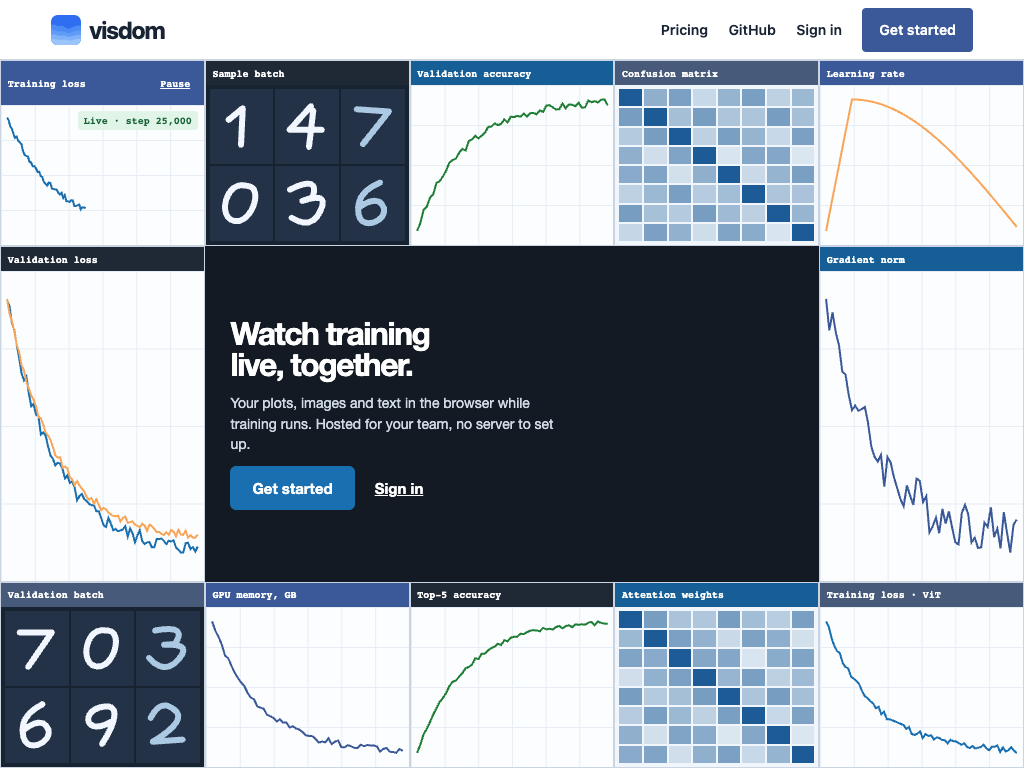 visdom
Pricing GitHub Sign in Get started
Training loss Pause
Live · step 25,000
Sample batch
1 4 7
0 3 6
Validation accuracy
Confusion matrix
Learning rate
Validation loss
Watch training
live, together.
Your plots, images and text in the browser while
training runs. Hosted for your team, no server to set
up.
Get started Sign in
Gradient norm
Validation batch
7 0 3
6 9 2
GPU memory, GB
Top-5 accuracy
Attention weights
Training loss · ViT